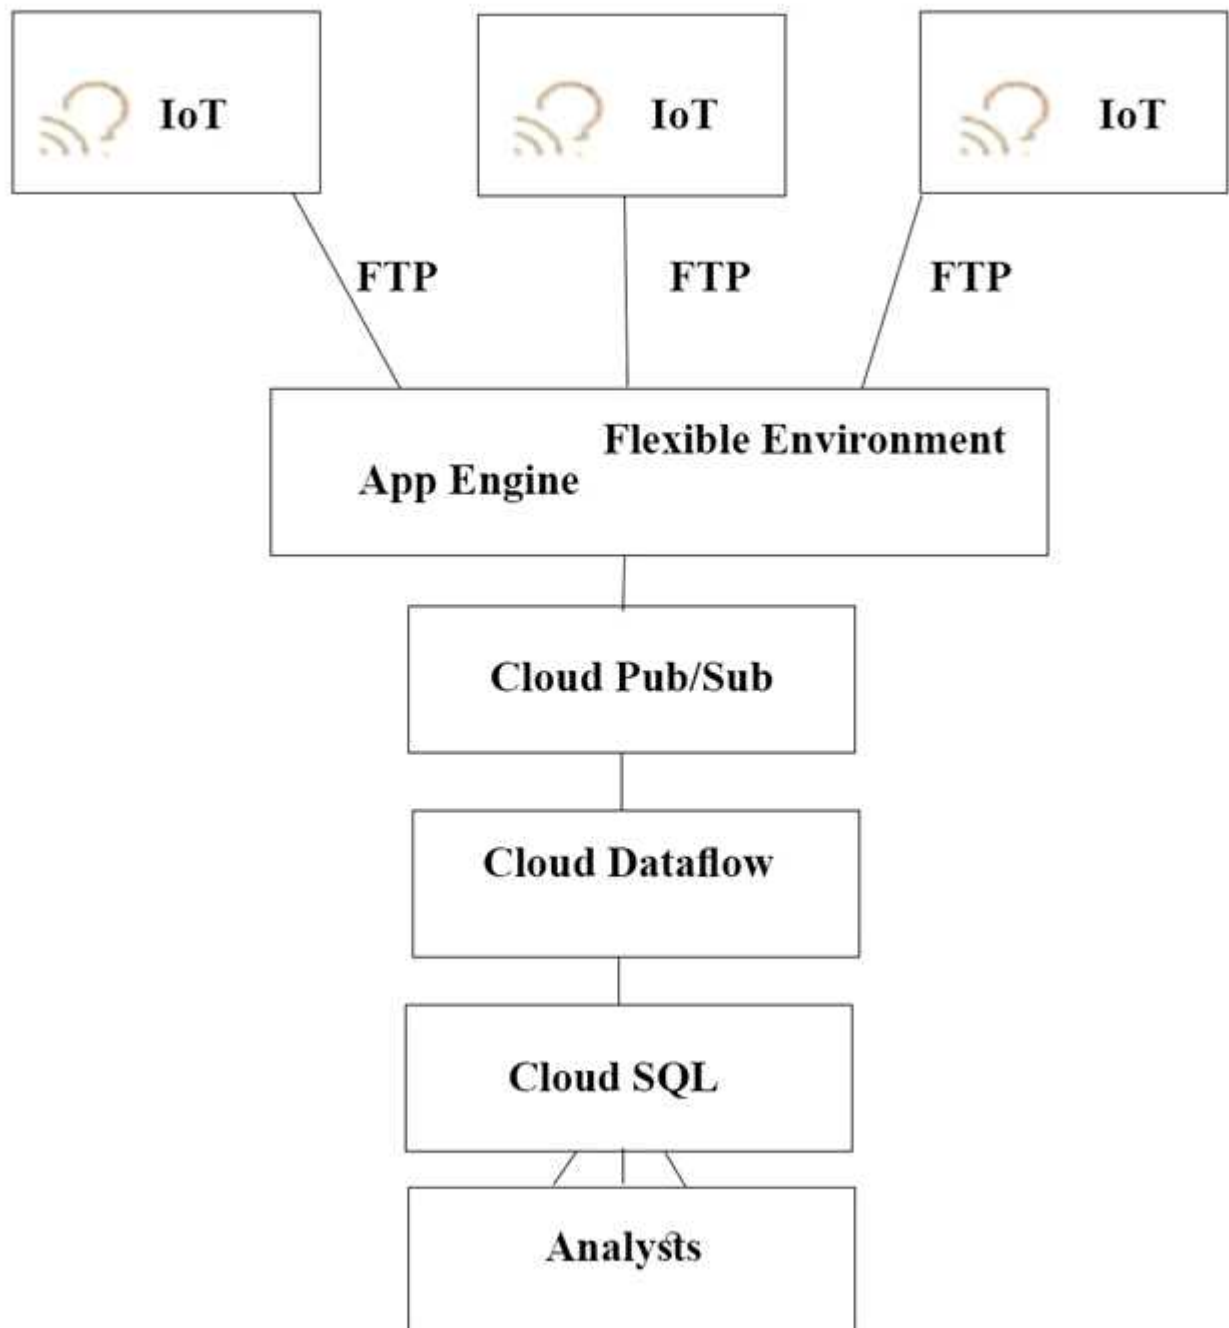 IoT
IoT
IoT
FTP
FTP
FTP
Flexible Environment
App Engine
Cloud Pub/Sub
Cloud Dataflow
Cloud SQL
Analysts